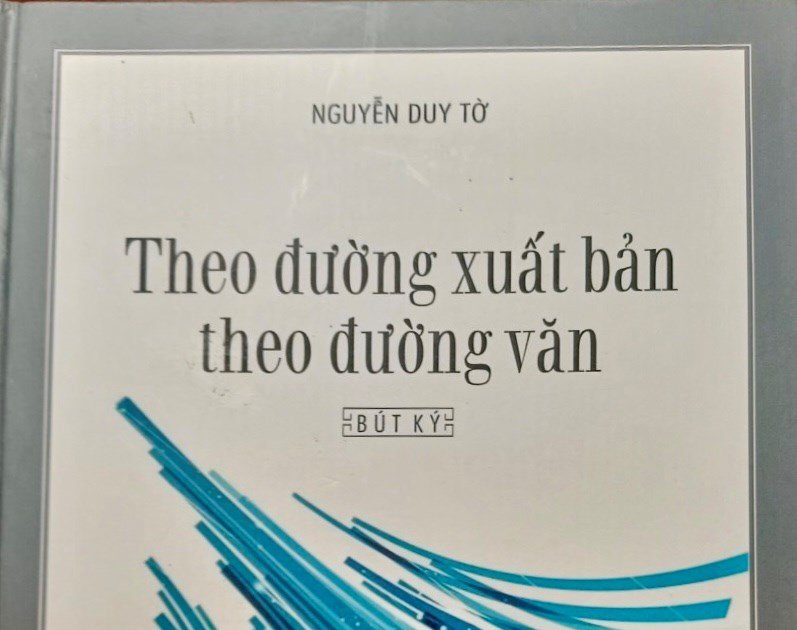 NGUYỄN DUY TỜ
Theo đường xuất bản
theo đường văn
BÚT KÝ